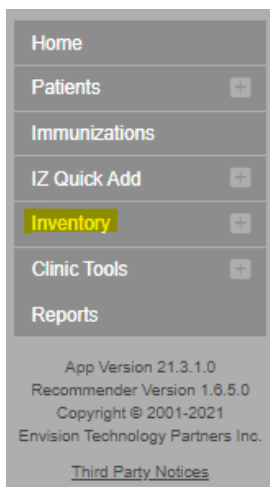 Home
Patients
Immunizations
IZ Quick Add
Inventory
Clinic Tools
Reports
App Version 21.3.1.0
Recommender Version 1.6.5.0
Copyright © 2001-2021
Envision Technology Partners Inc.
Third Party Notices